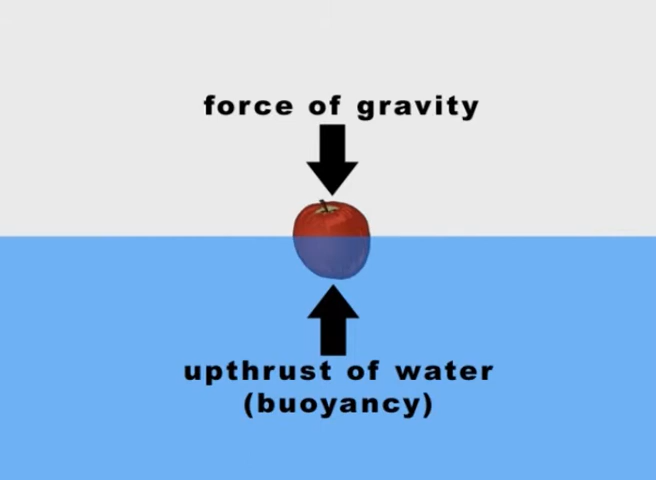 force of gravity
upthrust of water
(buoyancy)